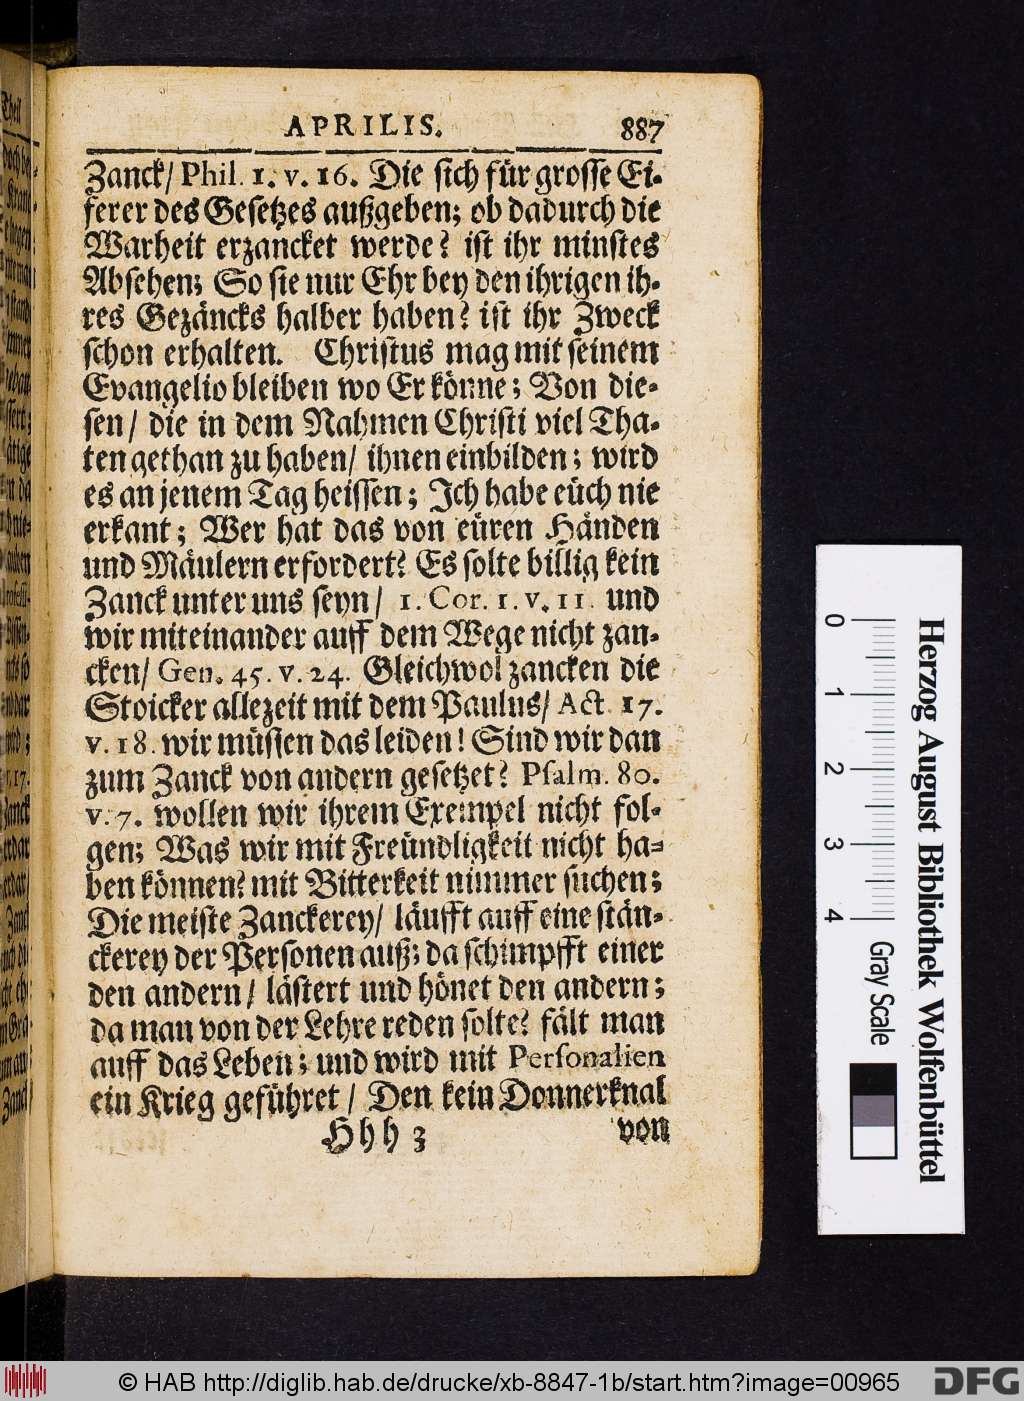 APRILIS. 887
Zanck/ Phil. 1. v. 16. Die sich für grosse Ei-
ferer des Gesetzes außgeben; ob dadurch die
Warheit erzancket werde? ist ihr minstes
Absehen; So sie nur Ehr bey den ihrigen ih-
res Gezäncks halber haben? ist ihr Zweck
schon erhalten. Christus mag mit seinem
Evangelio bleiben wo Er könne; Von die-
sen/ die in dem Nahmen Christi viel Tha-
ten gethan zu haben/ ihnen einbilden; wird
es an jenem Tag heissen; Ich habe eüch nie
erkant; Wer hat das von eüren Händen
und Mäulern erfordert? Es solte billig kein
Zanck unter uns seyn/ 1. Cor. 1. v. 11. und
wir miteinander auff dem Wege nicht zan-
cken/ Gen. 45. v. 24. Gleichwol zancken die
Stoicker allezeit mit dem Paulus/ Act. 17.
v. 18. wir müssen das leiden! Sind wir dan
zum Zanck von andern gesetzet? Psalm. 80.
v. 7. wollen wir ihrem Exempel nicht fol-
gen; Was wir mit Freündligkeit nicht ha-
ben können? mit Bitterkeit nimmer suchen;
Die meiste Zanckerey/ läufft auff eine stän-
ckerey der Personen auß; da schimpfft einer
den andern/ lästert und hönet den andern;
da man von der Lehre reden solte? fält man
auff das Leben; und wird mit Personalien
ein Krieg geführet/ Den kein Donnerknal
Hhh 3 von
0 1 2 3 4
Gray Scale
Herzog August Bibliothek Wolfenbüttel
© HAB http://diglib.hab.de/drucke/xb-8847-1b/start.htm?image=00965
DFG